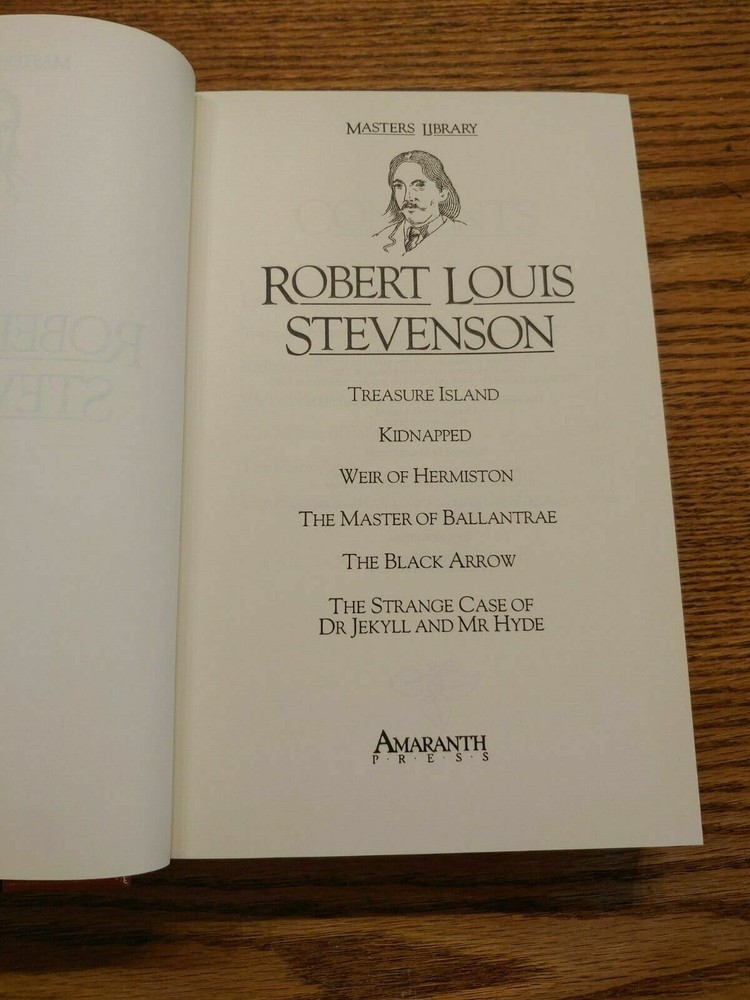 MASTERS LIBRARY
ROBERT LOUIS
STEVENSON
TREASURE ISLAND
KIDNAPPED
WEIR OF HERMISTON
THE MASTER OF BALLANTRAE
THE BLACK ARROW
THE STRANGE CASE OF
DR JEKYLL AND MR HYDE
AMARANTH
P·R·E·S·S